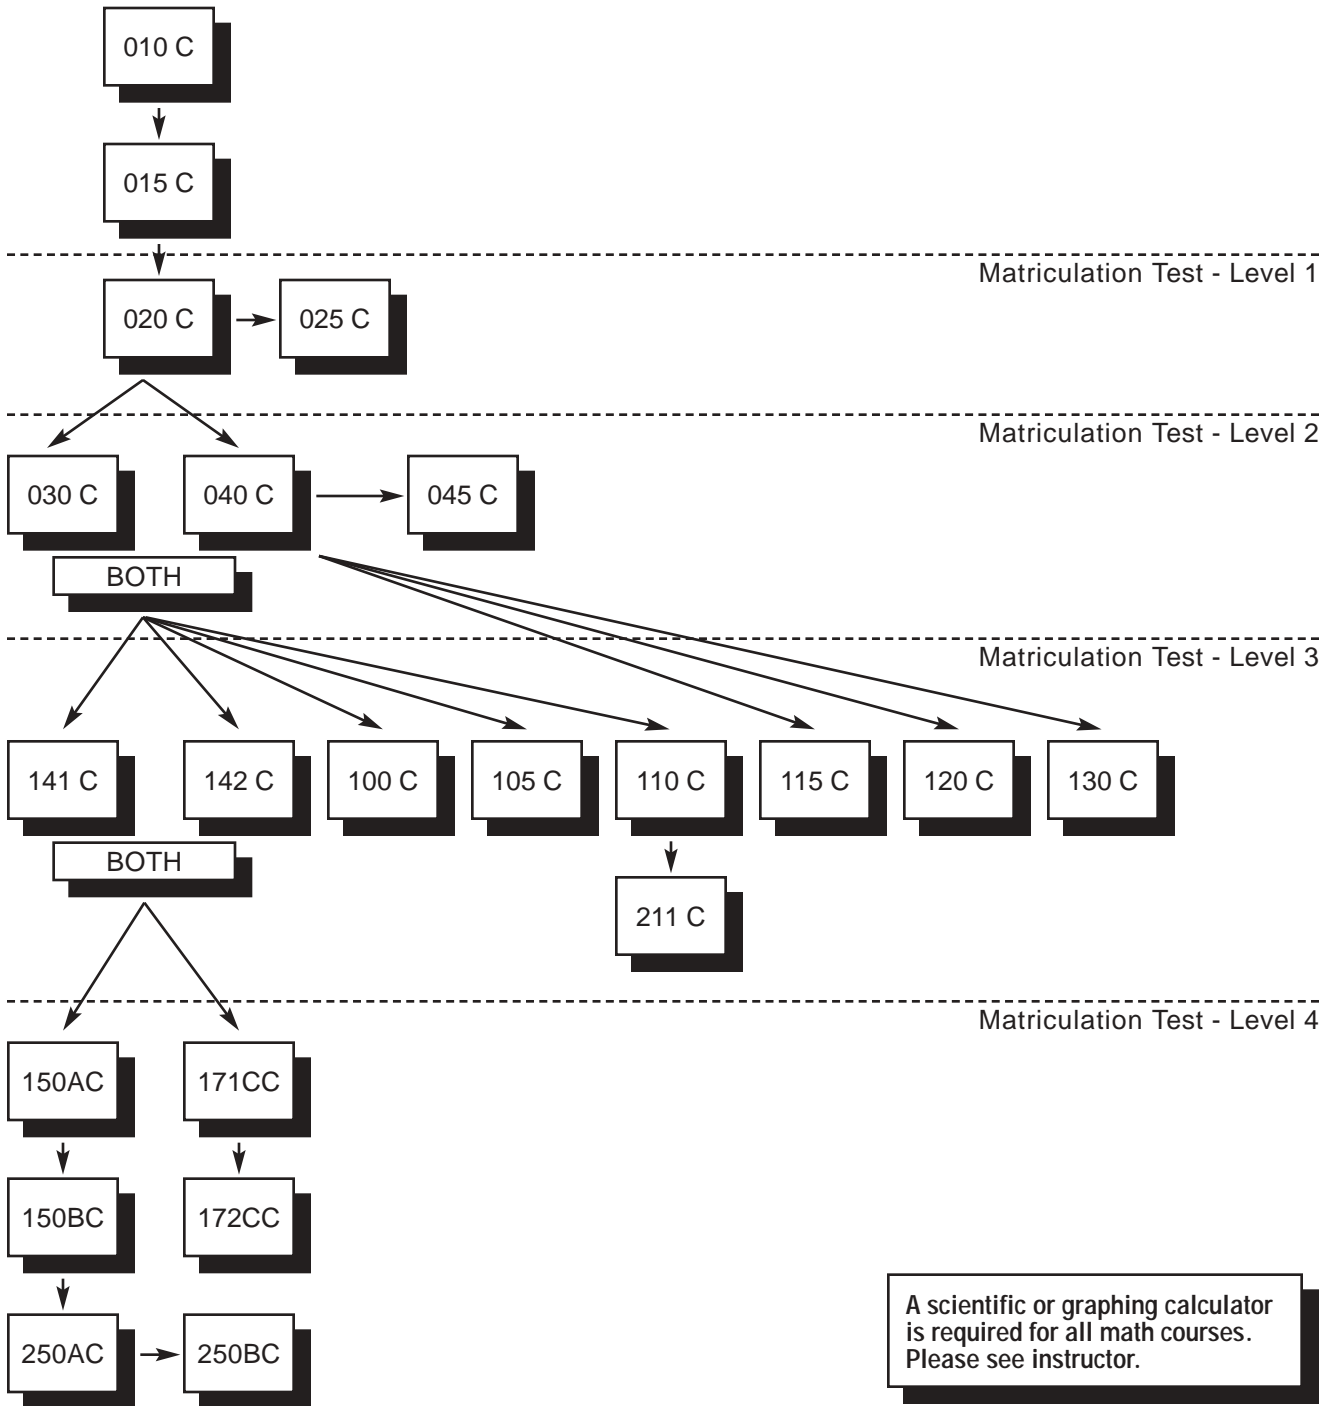 010 C
015 C
Matriculation Test - Level 1
020 C
025 C
Matriculation Test - Level 2
030 C
040 C
045 C
BOTH
Matriculation Test - Level 3
141 C
142 C
100 C
105 C
110 C
115 C
120 C
130 C
BOTH
211 C
Matriculation Test - Level 4
150AC
171CC
150BC
172CC
250AC
250BC
A scientific or graphing calculator
is required for all math courses.
Please see instructor.